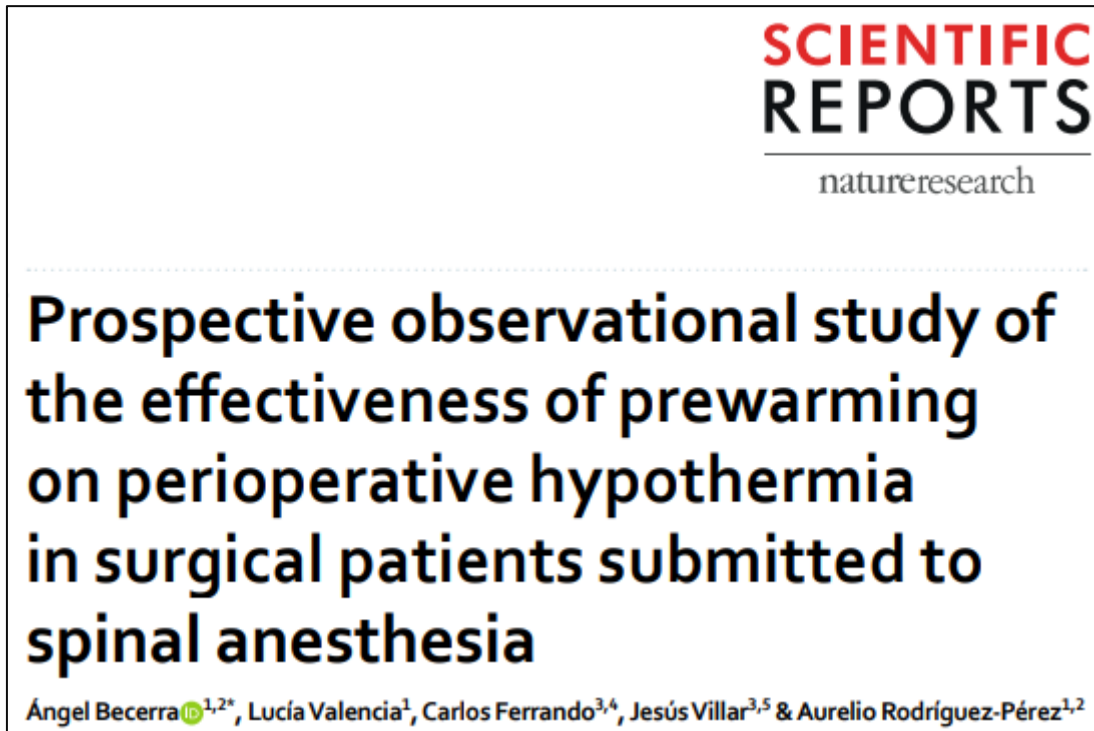 SCIENTIFIC
REPORTS
natureresearch
Prospective observational study of
the effectiveness of prewarming
on perioperative hypothermia
in surgical patients submitted to
spinal anesthesia
Ángel Becerra iD 1,2*, Lucía Valencia1, Carlos Ferrando3,4, Jesús Villar3,5 & Aurelio Rodríguez-Pérez1,2